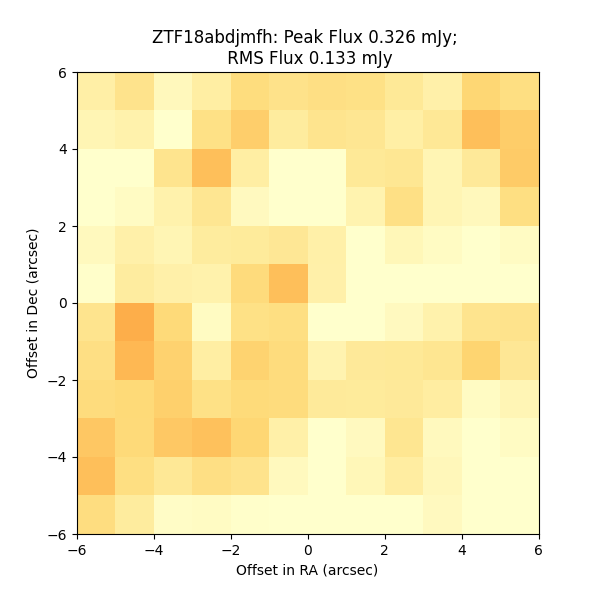 ZTF18abdjmfh: Peak Flux 0.326 mJy;
RMS Flux 0.133 mJy
6
4
2
0
−2
−4
−6
Offset in Dec (arcsec)
−6 −4 −2 0 2 4 6
Offset in RA (arcsec)